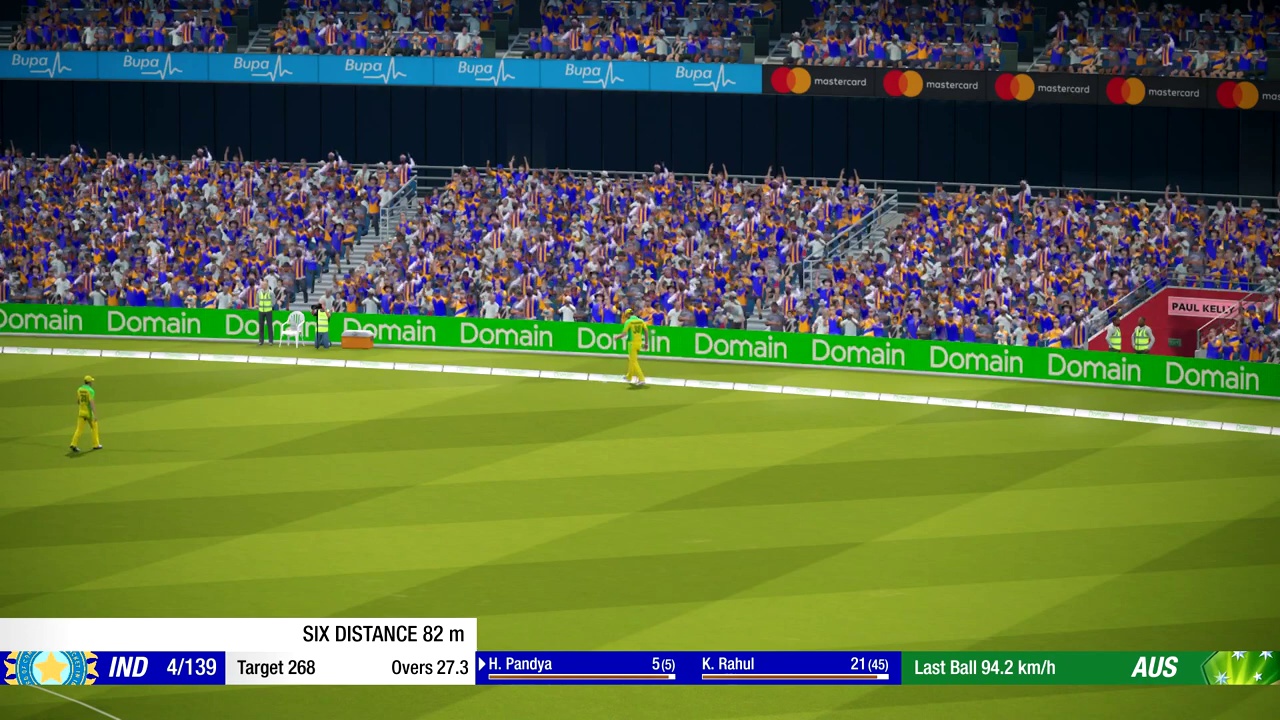 Bupa Bupa Bupa Bupa Bupa Bupa Bupa mastercard mastercard mastercard mastercard mas
PAUL KELLY
Domain Domain Do Domain Domain Domain Domain Domain Domain Domain Domain
SIX DISTANCE 82 m
IND 4/139 Target 268 Overs 27.3 H. Pandya 5(5) K. Rahul 21(45) Last Ball 94.2 km/h AUS